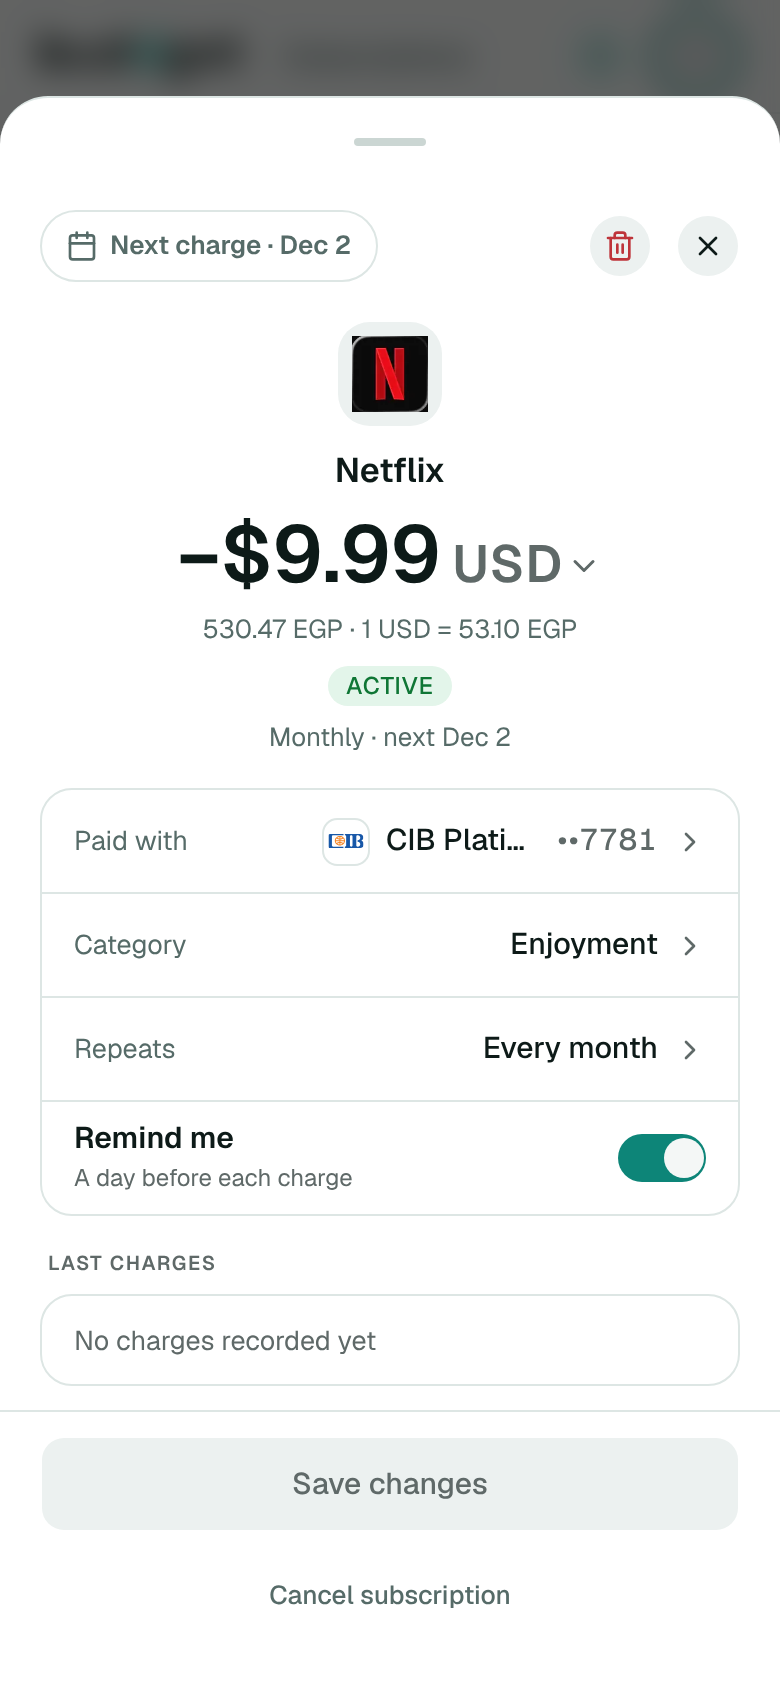 Next charge · Dec 2
N
Netflix
−$9.99 USD
530.47 EGP · 1 USD = 53.10 EGP
ACTIVE
Monthly · next Dec 2
Paid with CIB CIB Plati... ••7781
Category Enjoyment
Repeats Every month
Remind me
A day before each charge
LAST CHARGES
No charges recorded yet
Save changes
Cancel subscription